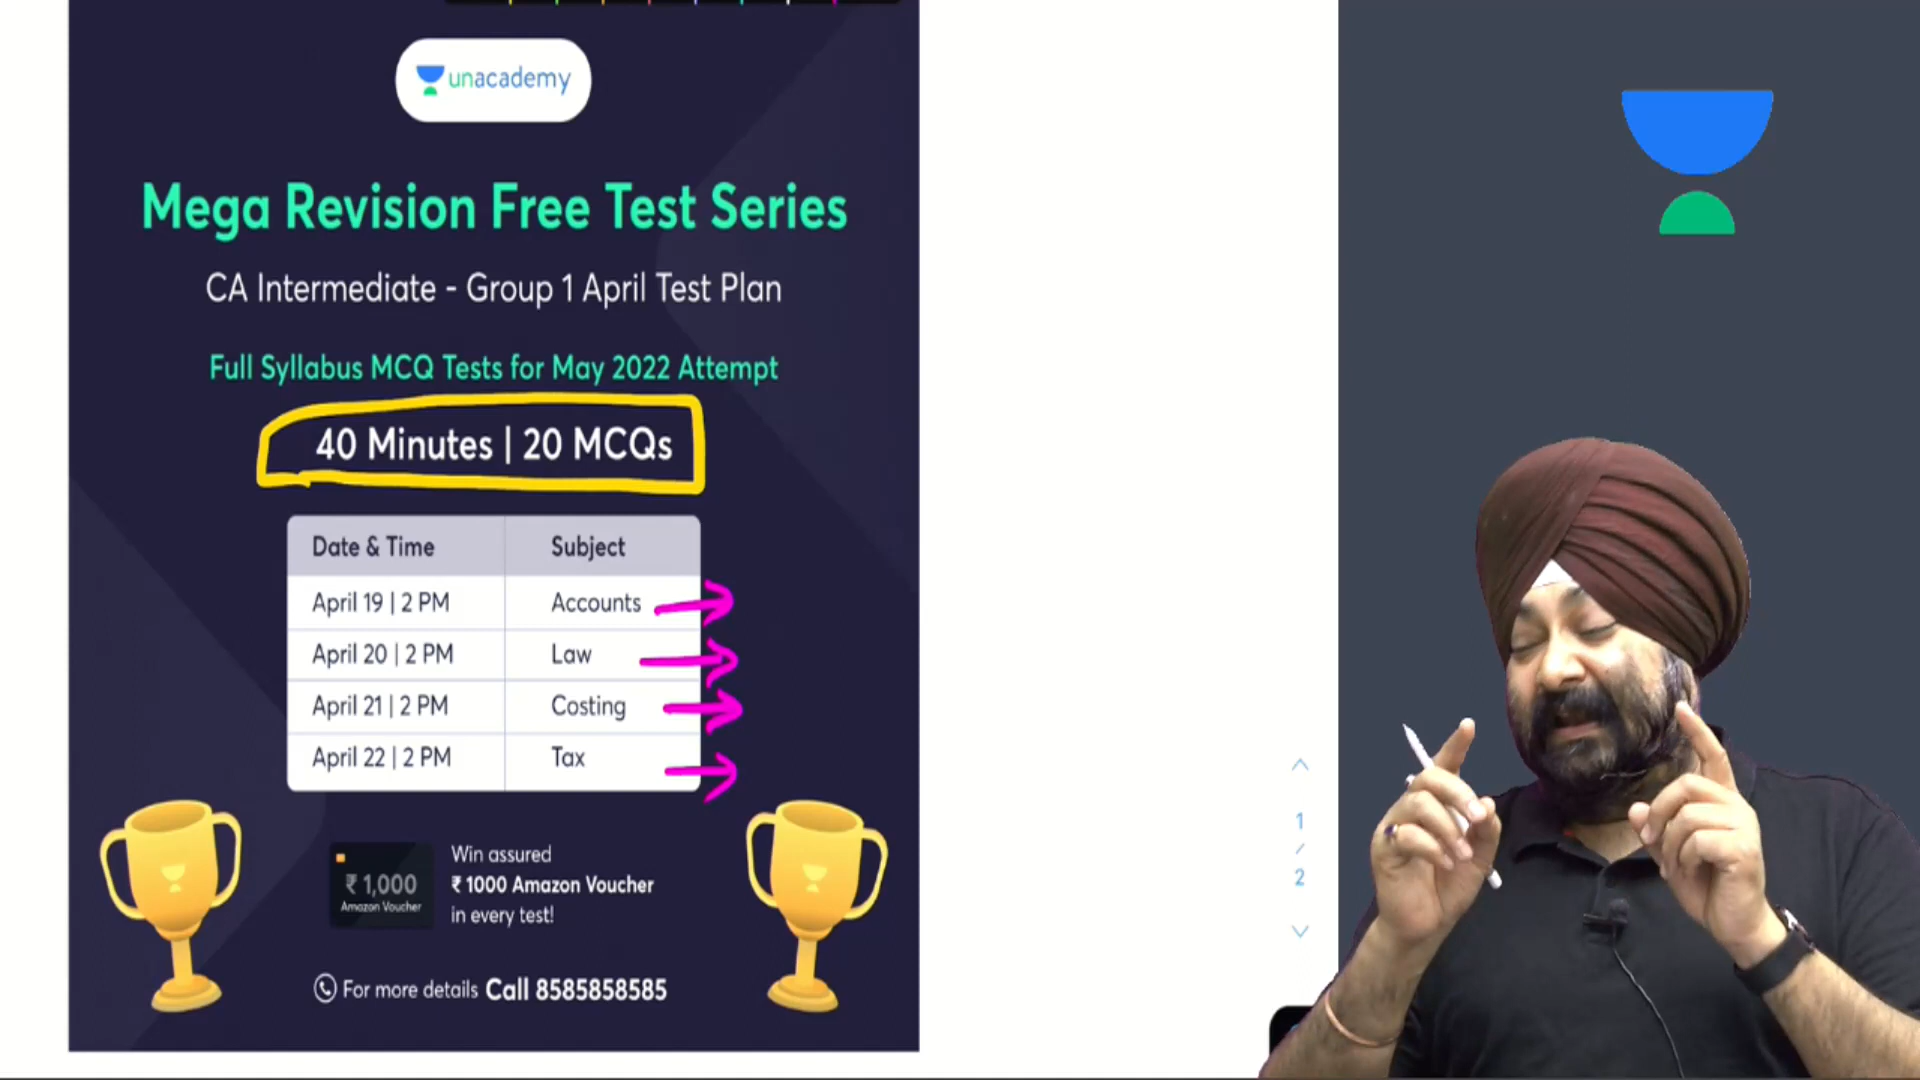 unacademy
Mega Revision Free Test Series
CA Intermediate - Group 1 April Test Plan
Full Syllabus MCQ Tests for May 2022 Attempt
40 Minutes | 20 MCQs
Date & Time Subject
April 19 | 2 PM Accounts
April 20 | 2 PM Law
April 21 | 2 PM Costing
April 22 | 2 PM Tax
₹ 1,000
Amazon Voucher
Win assured
₹ 1000 Amazon Voucher
in every test!
For more details Call 8585858585
1
/
2